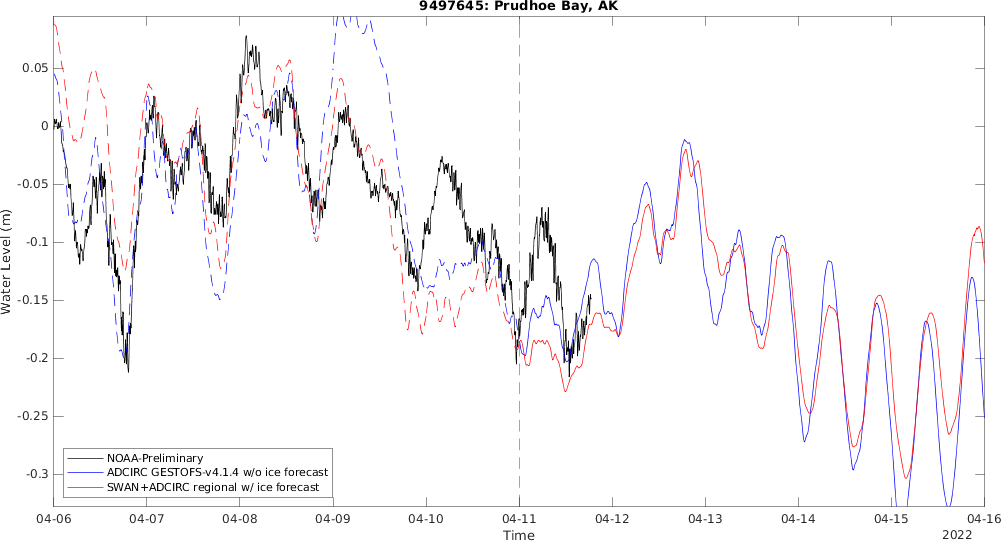 9497645: Prudhoe Bay, AK
Water Level (m)
0.05
0
-0.05
-0.1
-0.15
-0.2
-0.25
-0.3
NOAA-Preliminary
ADCIRC GESTOFS-v4.1.4 w/o ice forecast
SWAN+ADCIRC regional w/ ice forecast
04-06 04-07 04-08 04-09 04-10 04-11 04-12 04-13 04-14 04-15 04-16
Time
2022